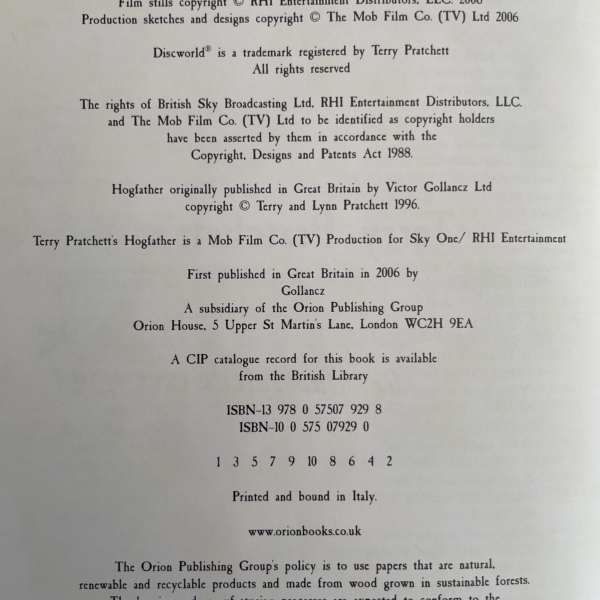 Film stills copyright © RHI Entertainment Distributors, LLC. 2006
Production sketches and designs copyright © The Mob Film Co. (TV) Ltd 2006
Discworld® is a trademark registered by Terry Pratchett
All rights reserved
The rights of British Sky Broadcasting Ltd, RHI Entertainment Distributors, LLC.
and The Mob Film Co. (TV) Ltd to be identified as copyright holders
have been asserted by them in accordance with the
Copyright, Designs and Patents Act 1988.
Hogfather originally published in Great Britain by Victor Gollancz Ltd
copyright © Terry and Lynn Pratchett 1996.
Terry Pratchett's Hogfather is a Mob Film Co. (TV) Production for Sky One/ RHI Entertainment
First published in Great Britain in 2006 by
Gollancz
A subsidiary of the Orion Publishing Group
Orion House, 5 Upper St Martin's Lane, London WC2H 9EA
A CIP catalogue record for this book is available
from the British Library
ISBN-13 978 0 57507 929 8
ISBN-10 0 575 07929 0
1 3 5 7 9 10 8 6 4 2
Printed and bound in Italy.
www.orionbooks.co.uk
The Orion Publishing Group's policy is to use papers that are natural,
renewable and recyclable products and made from wood grown in sustainable forests.